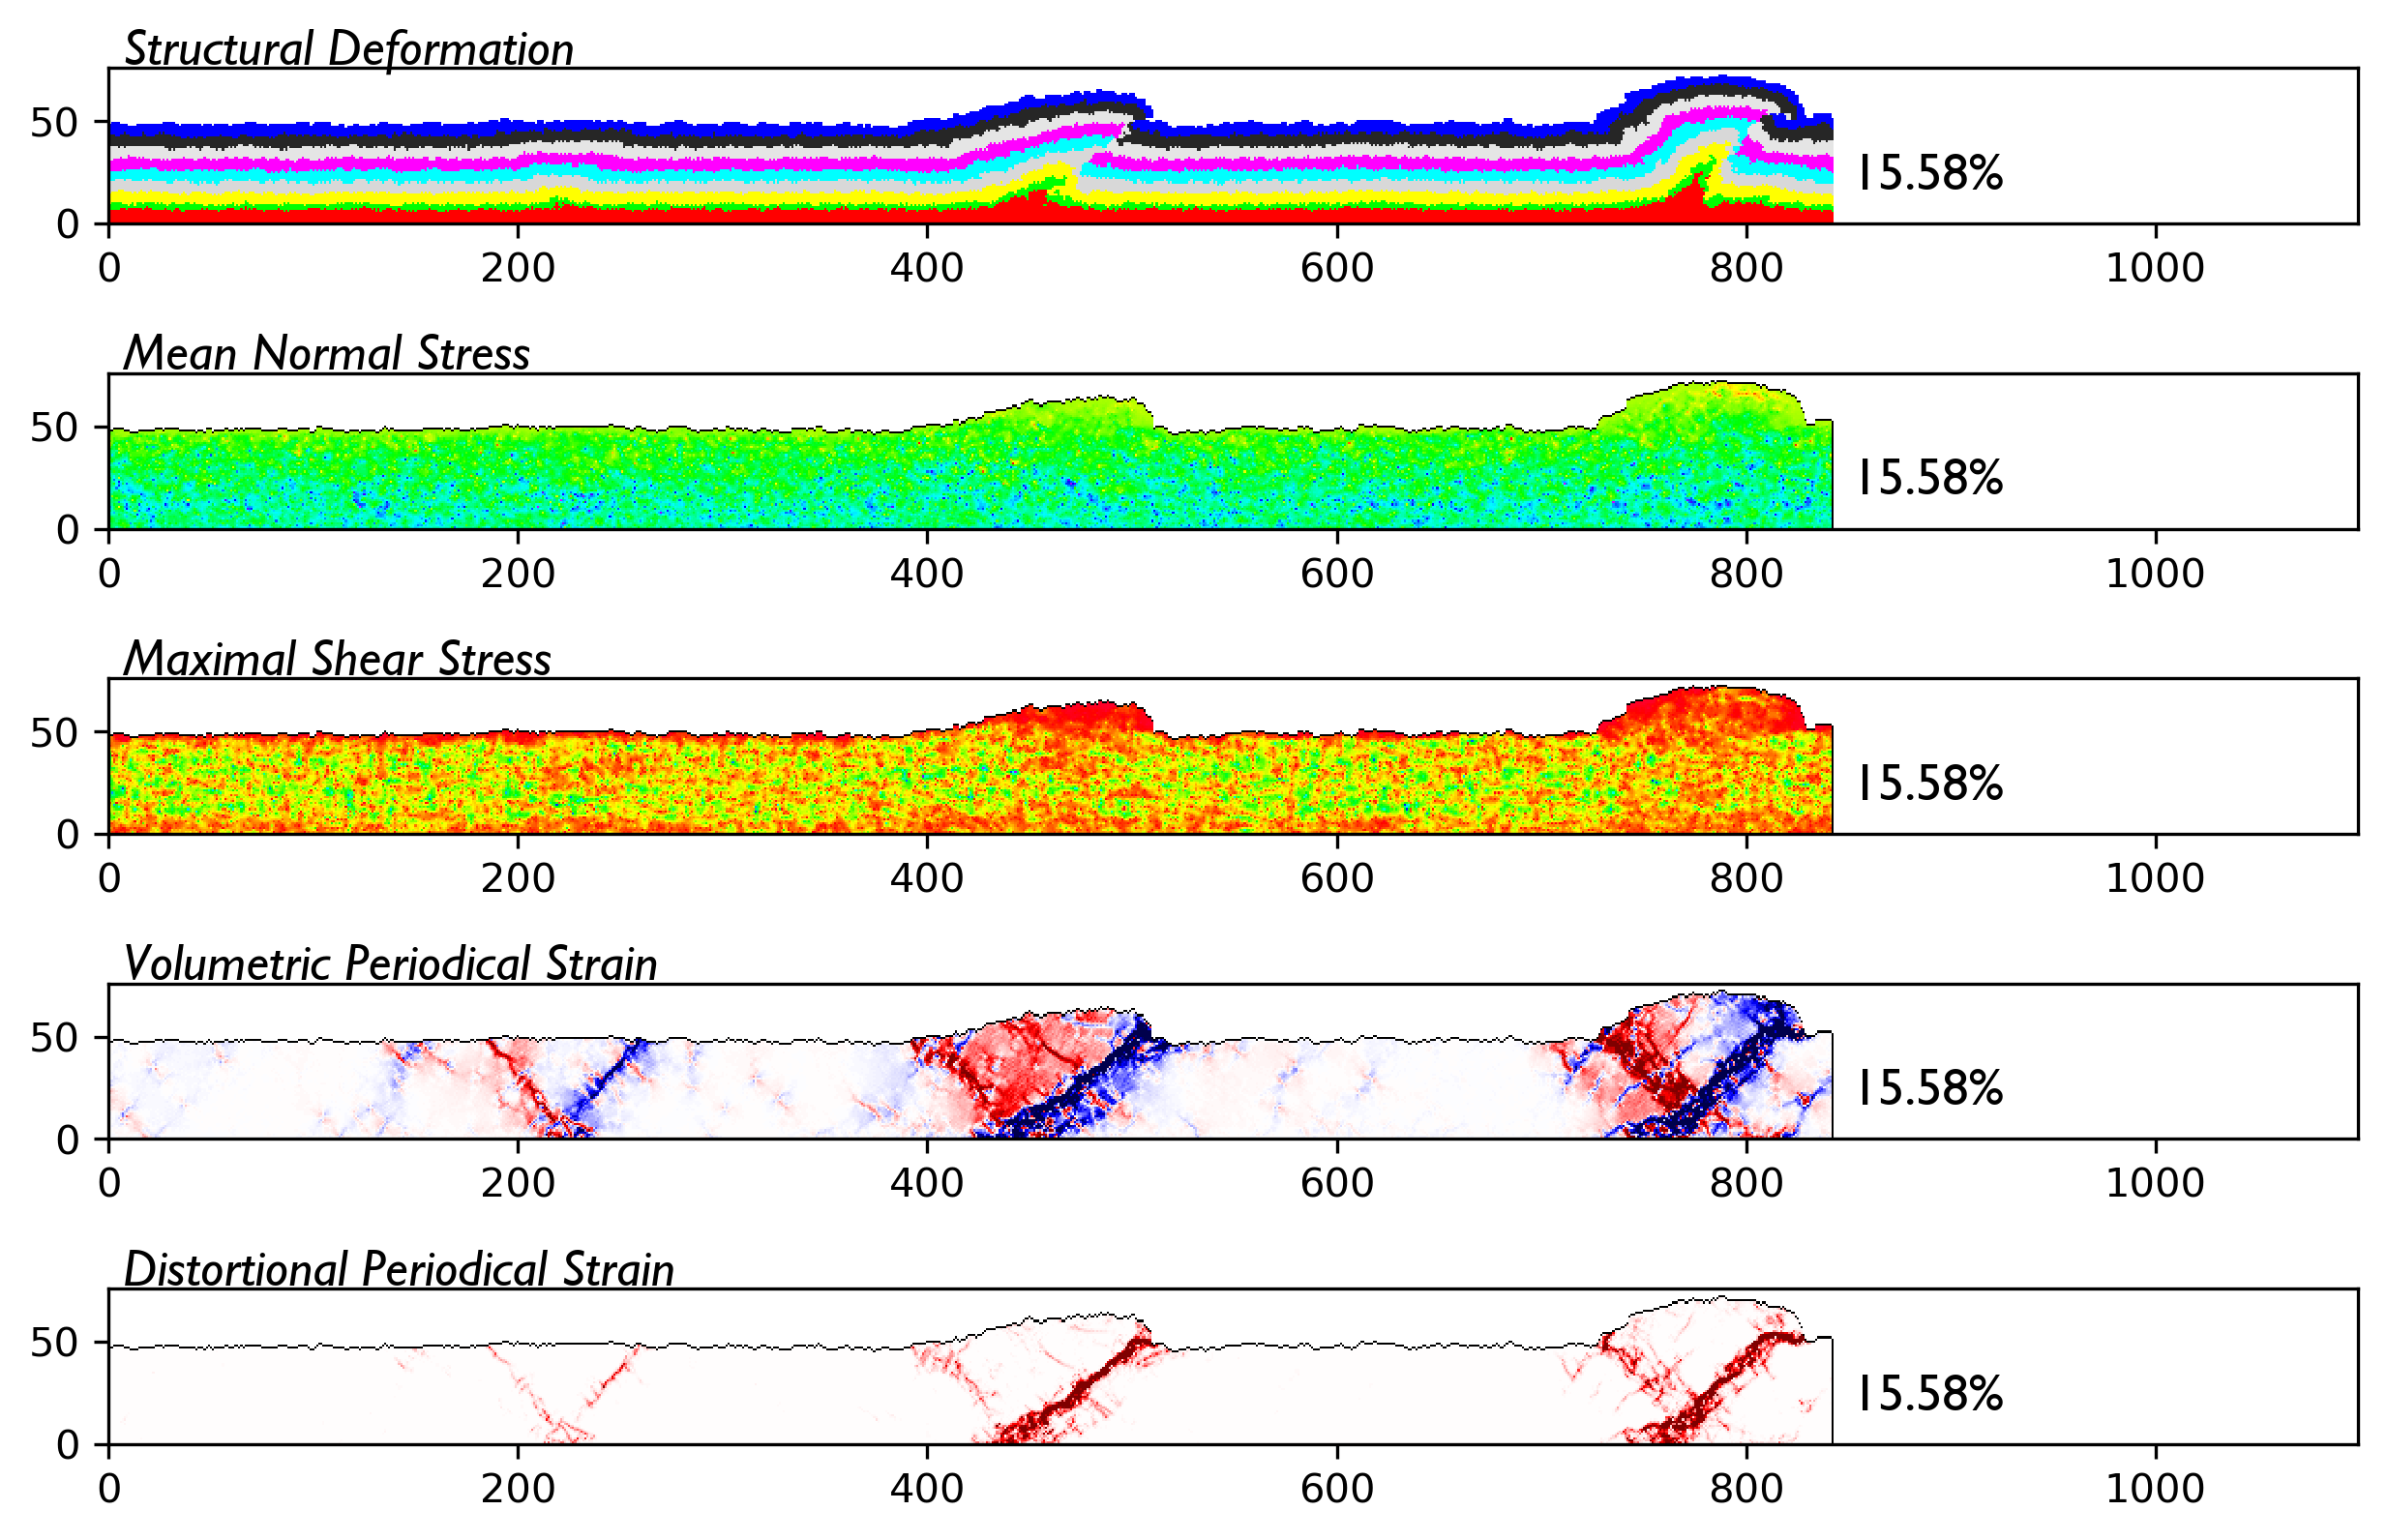 Structural Deformation
50
15.58%
0
0 200 400 600 800 1000
Mean Normal Stress
50
15.58%
0
0 200 400 600 800 1000
Maximal Shear Stress
50
15.58%
0
0 200 400 600 800 1000
Volumetric Periodical Strain
50
15.58%
0
0 200 400 600 800 1000
Distortional Periodical Strain
50
15.58%
0
0 200 400 600 800 1000